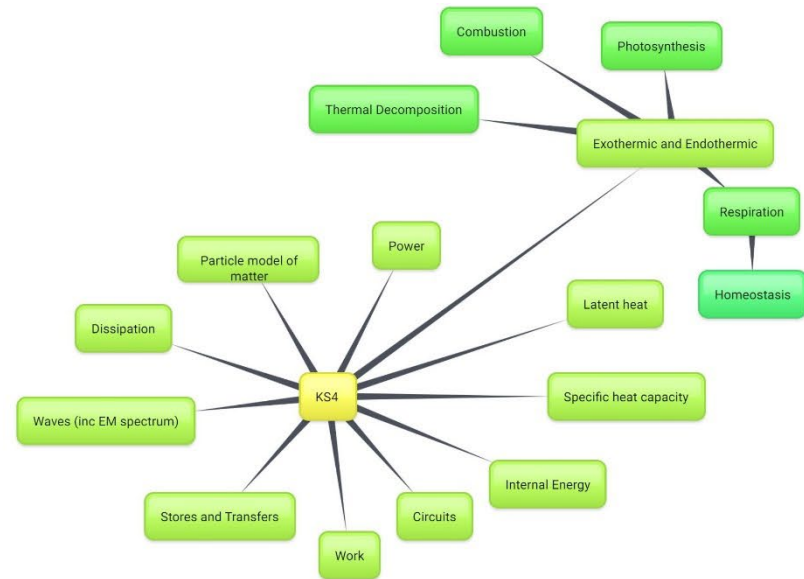 Combustion
Photosynthesis
Thermal Decomposition
Exothermic and Endothermic
Respiration
Homeostasis
Power
Particle model of
matter
Latent heat
Dissipation
KS4
Specific heat capacity
Waves (inc EM spectrum)
Internal Energy
Stores and Transfers
Circuits
Work